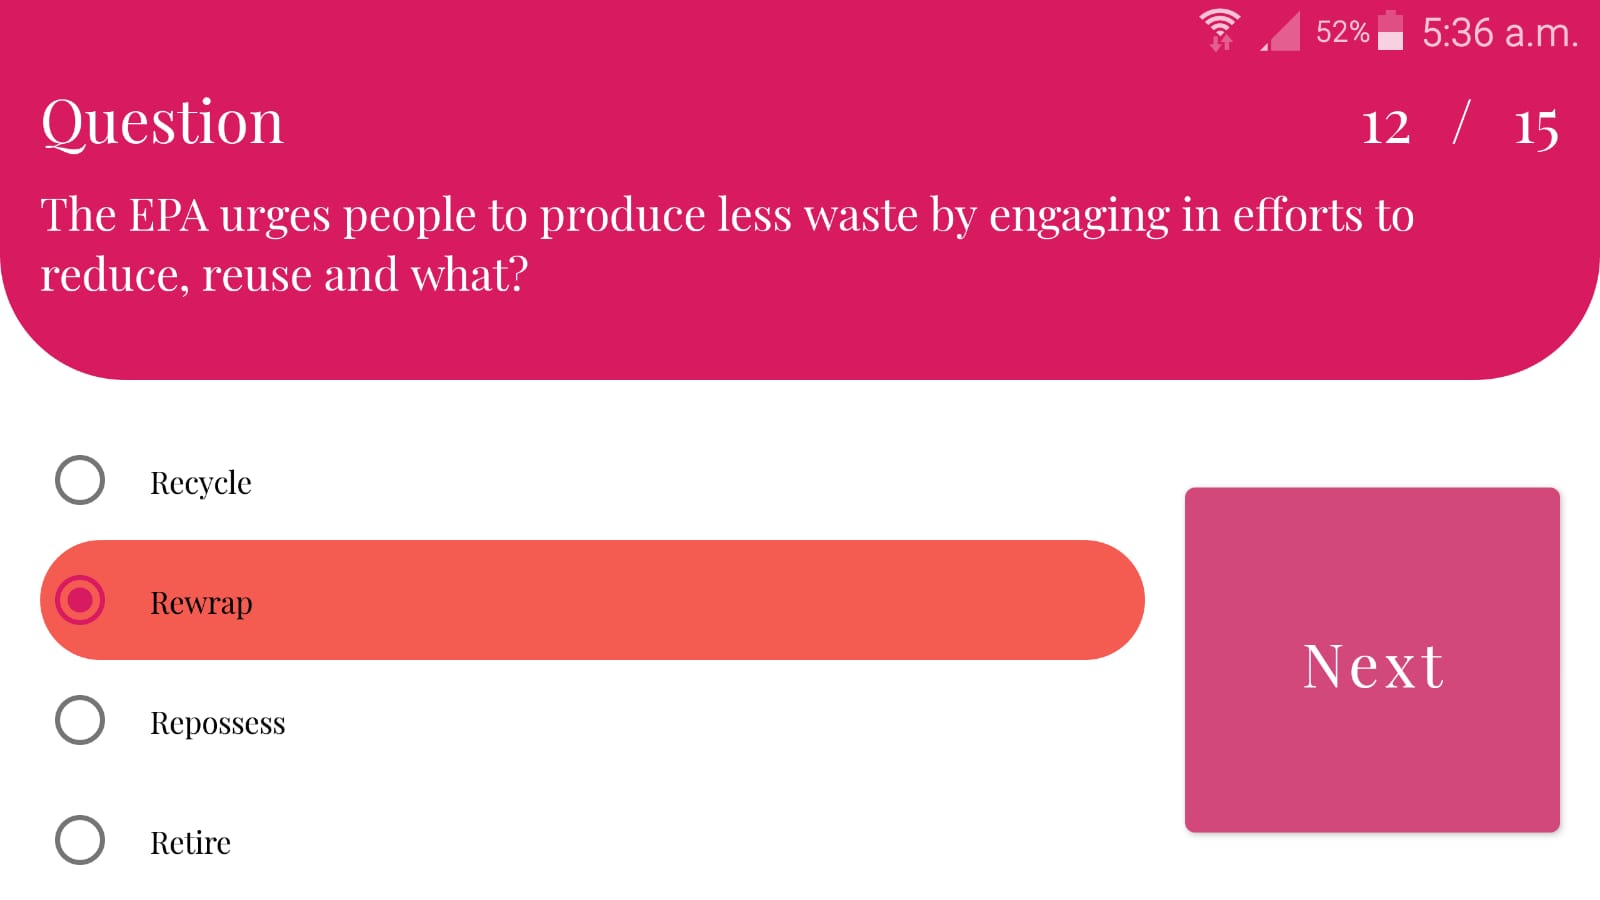 52% 5:36 a.m.
Question 12 / 15
The EPA urges people to produce less waste by engaging in efforts to
reduce, reuse and what?
Recycle
Rewrap
Repossess
Retire
Next